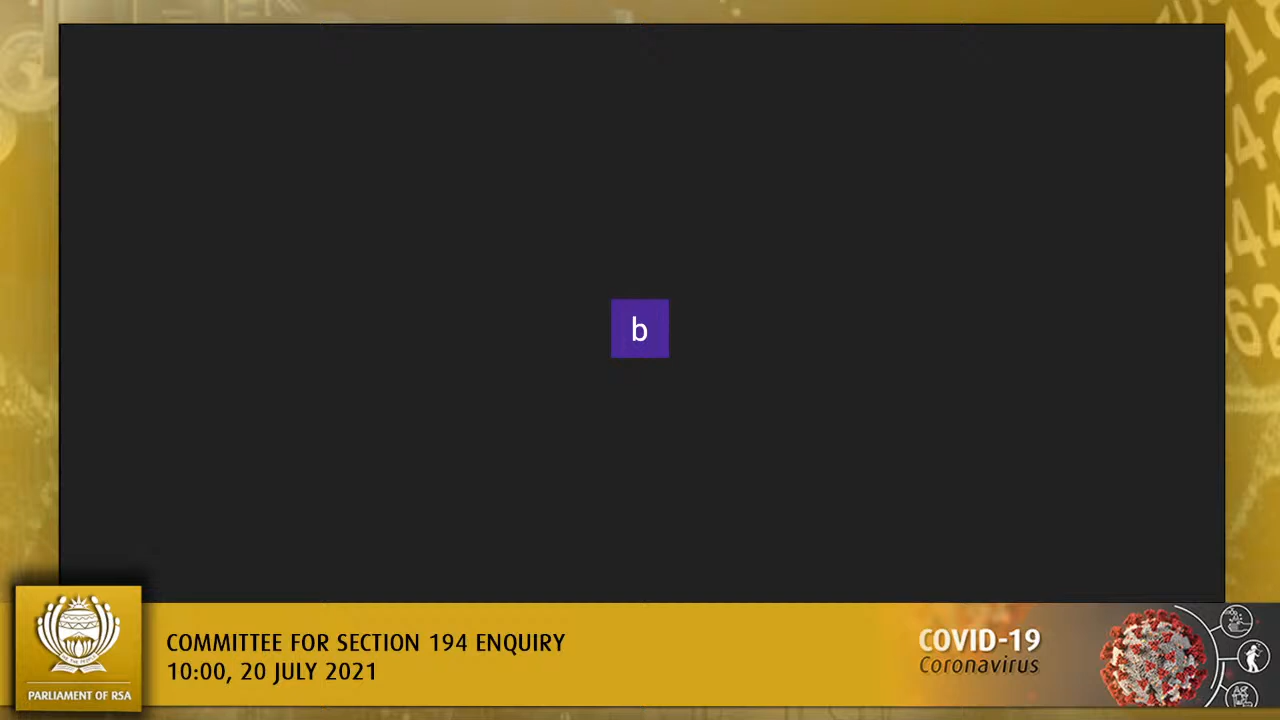 b
COMMITTEE FOR SECTION 194 ENQUIRY
10:00, 20 JULY 2021
PARLIAMENT OF RSA
COVID-19
Coronavirus